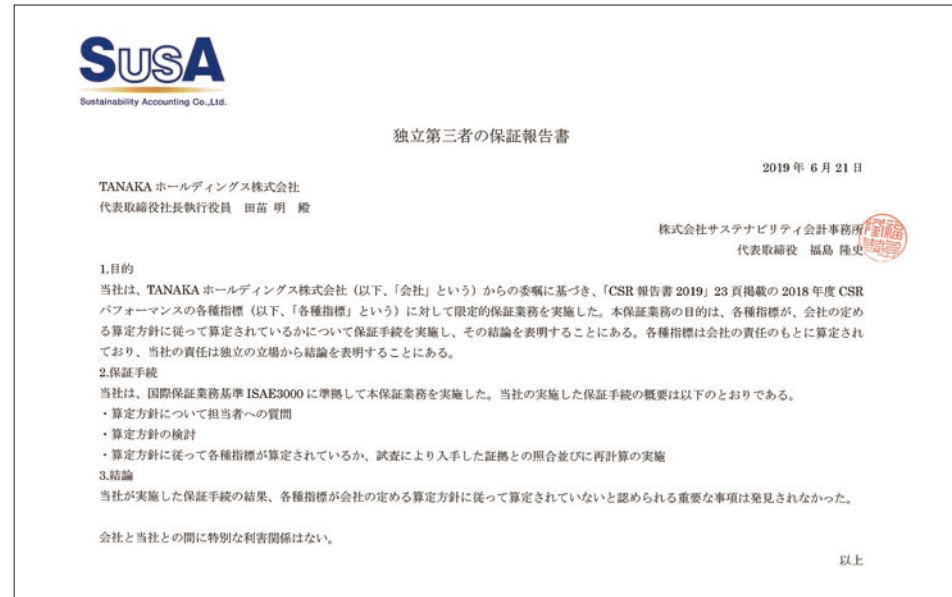 SUSA
Sustainability Accounting Co.,Ltd.
独立第三者の保証報告書
2019 年 6 月 21 日
TANAKA ホールディングス株式会社
代表取締役社長執行役員　田苗 明　殿
株式会社サステナビリティ会計事務所
代表取締役　福島 隆史
1.目的
当社は、TANAKA ホールディングス株式会社（以下、「会社」という）からの委嘱に基づき、「CSR 報告書 2019」23 頁掲載の 2018 年度 CSR
パフォーマンスの各種指標（以下、「各種指標」という）に対して限定的保証業務を実施した。本保証業務の目的は、各種指標が、会社の定め
る算定方針に従って算定されているかについて保証手続を実施し、その結論を表明することにある。各種指標は会社の責任のもとに算定され
ており、当社の責任は独立の立場から結論を表明することにある。
2.保証手続
当社は、国際保証業務基準 ISAE3000 に準拠して本保証業務を実施した。当社の実施した保証手続の概要は以下のとおりである。
・算定方針について担当者への質問
・算定方針の検討
・算定方針に従って各種指標が算定されているか、試査により入手した証拠との照合並びに再計算の実施
3.結論
当社が実施した保証手続の結果、各種指標が会社の定める算定方針に従って算定されていないと認められる重要な事項は発見されなかった。
会社と当社との間に特別な利害関係はない。
以上